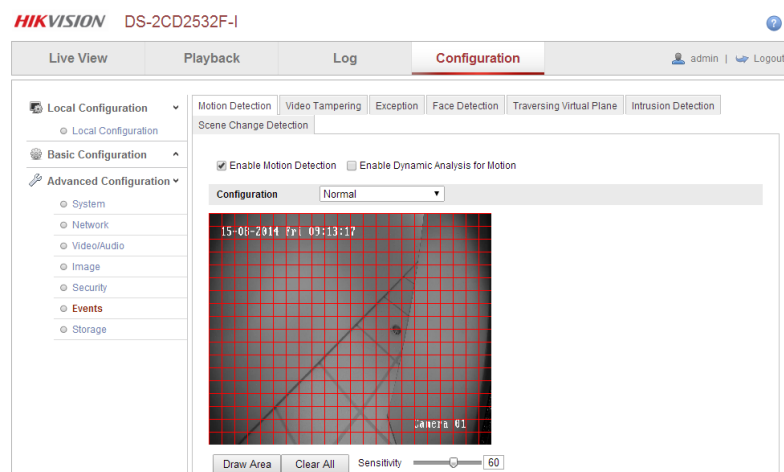 HIKVISION DS-2CD2532F-I
?
Live View Playback Log Configuration admin | Logout
Local Configuration
Local Configuration
Basic Configuration
Advanced Configuration
System
Network
Video/Audio
Image
Security
Events
Storage
Motion Detection Video Tampering Exception Face Detection Traversing Virtual Plane Intrusion Detection
Scene Change Detection
Enable Motion Detection Enable Dynamic Analysis for Motion
Configuration Normal
15-08-2014 Fri 09:13:17
Camera 01
Draw Area Clear All Sensitivity 60